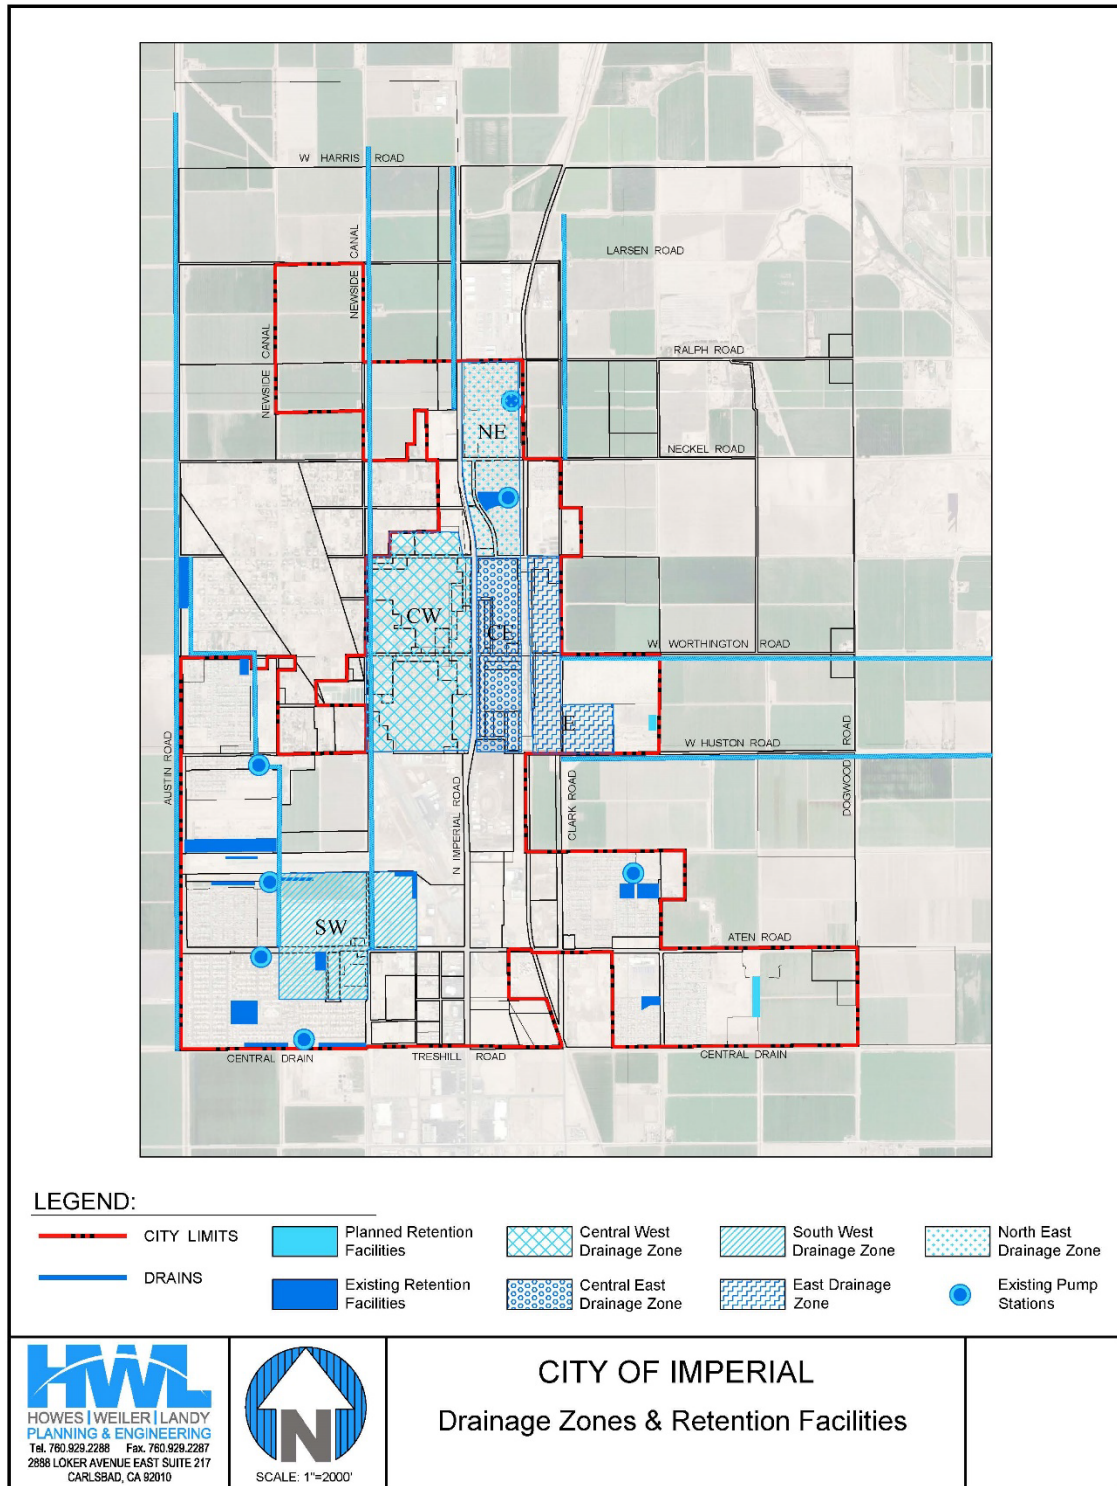 W HARRIS ROAD
LARSEN ROAD
NEWSIDE CANAL
NEWSIDE CANAL
RALPH ROAD
NE
NECKEL ROAD
CW
CE
W WORTHINGTON ROAD
E
W HUSTON ROAD
AUSTIN ROAD
N IMPERIAL ROAD
CLARK ROAD
DOGWOOD ROAD
SW
ATEN ROAD
CENTRAL DRAIN
TRESHILL ROAD
CENTRAL DRAIN
LEGEND:
CITY LIMITS
DRAINS
Planned Retention
Facilities
Existing Retention
Facilities
Central West
Drainage Zone
Central East
Drainage Zone
South West
Drainage Zone
East Drainage
Zone
North East
Drainage Zone
Existing Pump
Stations
HWL
HOWES | WEILER | LANDY
PLANNING & ENGINEERING
Tel. 760.929.2288 Fax. 760.929.2287
2888 LOKER AVENUE EAST SUITE 217
CARLSBAD, CA 92010
N
SCALE: 1"=2000'
CITY OF IMPERIAL
Drainage Zones & Retention Facilities